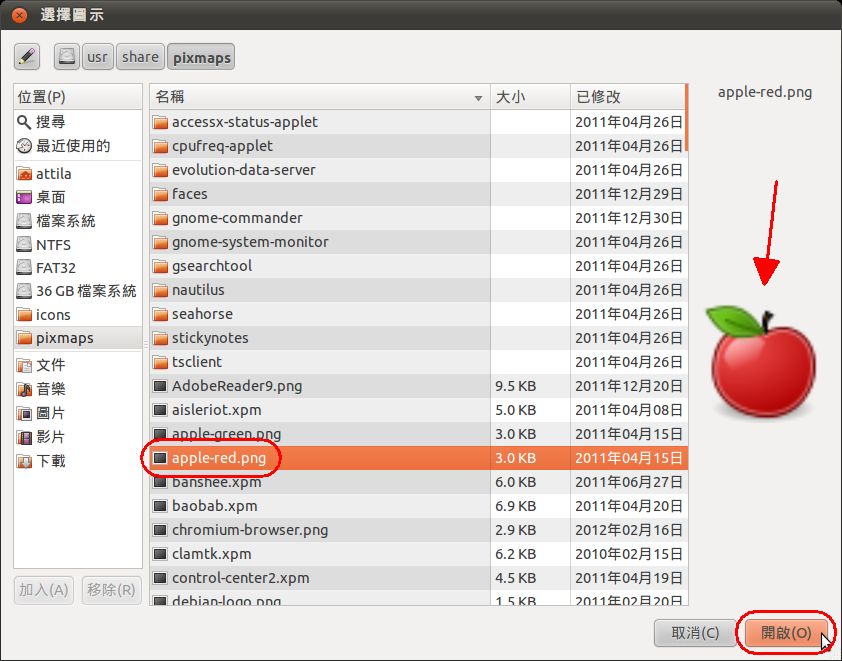 選擇圖示
usr share pixmaps
位置(P)
搜尋
最近使用的
attila
桌面
檔案系統
NTFS
FAT32
36 GB 檔案系統
icons
pixmaps
文件
音樂
圖片
影片
下載
加入(A) 移除(R)
名稱 大小 已修改
accessx-status-applet 2011年04月26日
cpufreq-applet 2011年04月26日
evolution-data-server 2011年04月26日
faces 2011年12月29日
gnome-commander 2011年12月30日
gnome-system-monitor 2011年04月26日
gsearchtool 2011年04月26日
nautilus 2011年04月26日
seahorse 2011年04月26日
stickynotes 2011年04月26日
tsclient 2011年04月26日
AdobeReader9.png 9.5 KB 2011年12月20日
aisleriot.xpm 5.0 KB 2011年04月08日
apple-green.png 3.0 KB 2011年04月15日
apple-red.png 3.0 KB 2011年04月15日
banshee.xpm 6.0 KB 2011年06月27日
baobab.xpm 6.9 KB 2011年04月20日
chromium-browser.png 2.9 KB 2012年02月16日
clamtk.xpm 6.2 KB 2010年02月15日
control-center2.xpm 4.5 KB 2011年04月19日
debian-logo.png 1.5 KB 2011年02月20日
apple-red.png
取消(C) 開啟(O)